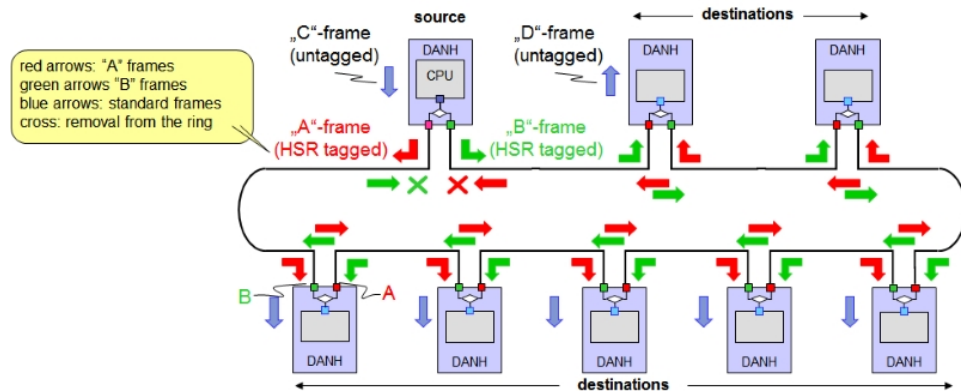 source
destinations
„C“-frame
(untagged)
„D“-frame
(untagged)
DANH
CPU
DANH
DANH
red arrows: "A" frames
green arrows "B" frames
blue arrows: standard frames
cross: removal from the ring
„A“-frame
(HSR tagged)
„B“-frame
(HSR tagged)
B
A
DANH
DANH
DANH
DANH
DANH
destinations